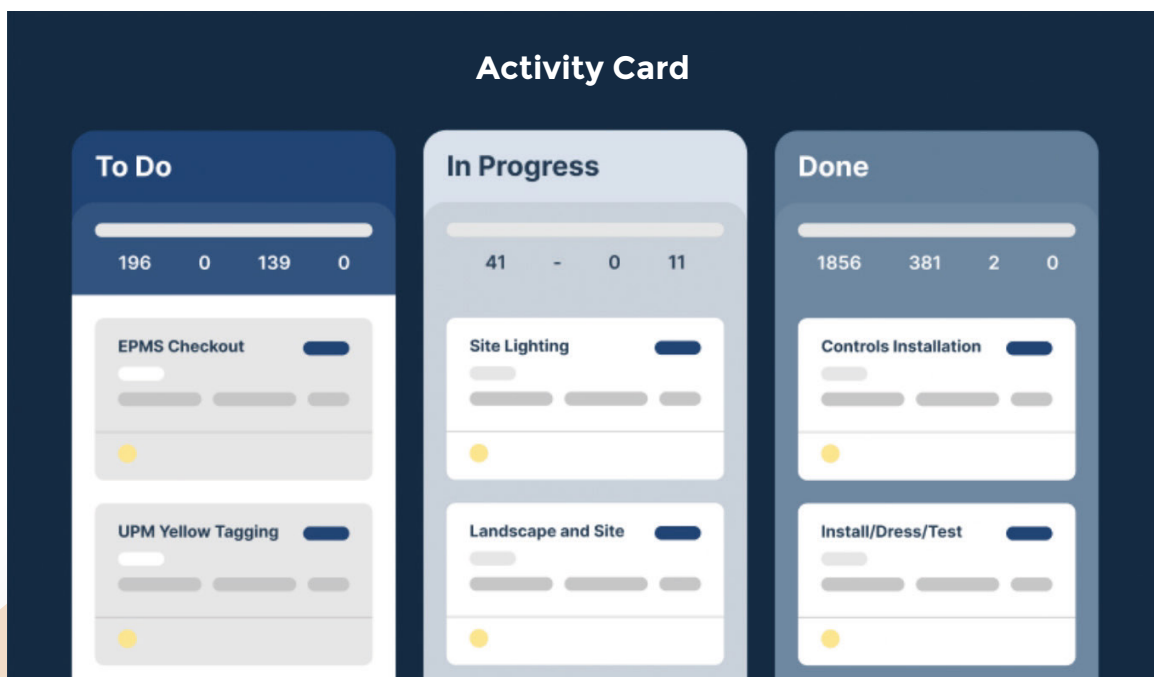 Activity Card
To Do
196 0 139 0
EPMS Checkout
UPM Yellow Tagging
In Progress
41 - 0 11
Site Lighting
Landscape and Site
Done
1856 381 2 0
Controls Installation
Install/Dress/Test